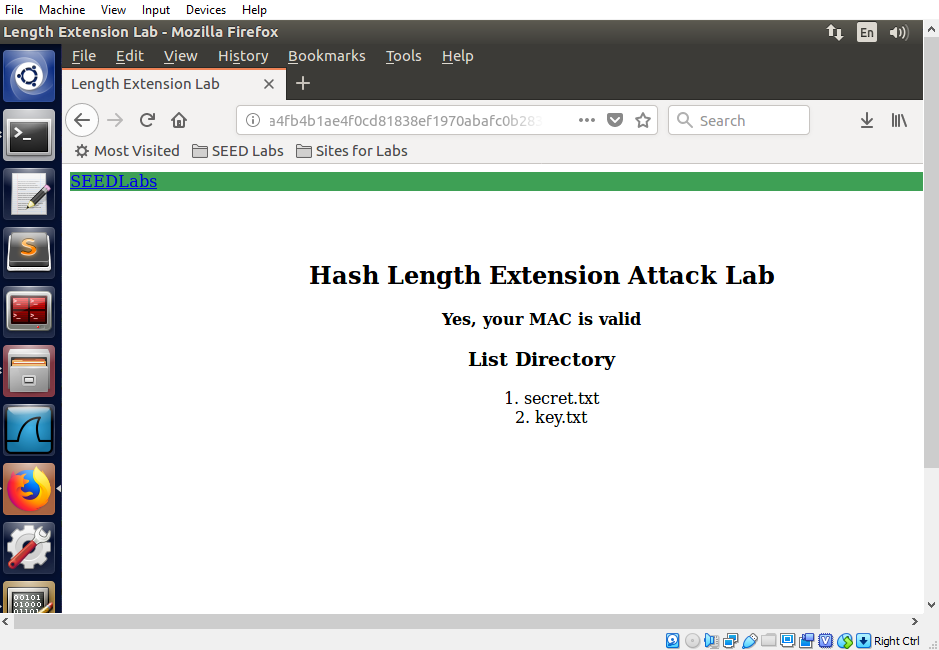 File Machine View Input Devices Help
Length Extension Lab - Mozilla Firefox
En
File Edit View History Bookmarks Tools Help
Length Extension Lab
a4fb4b1ae4f0cd81838ef1970abafc0b283
Search
Most Visited SEED Labs Sites for Labs
SEEDLabs
Hash Length Extension Attack Lab
Yes, your MAC is valid
List Directory
1. secret.txt
2. key.txt
Right Ctrl